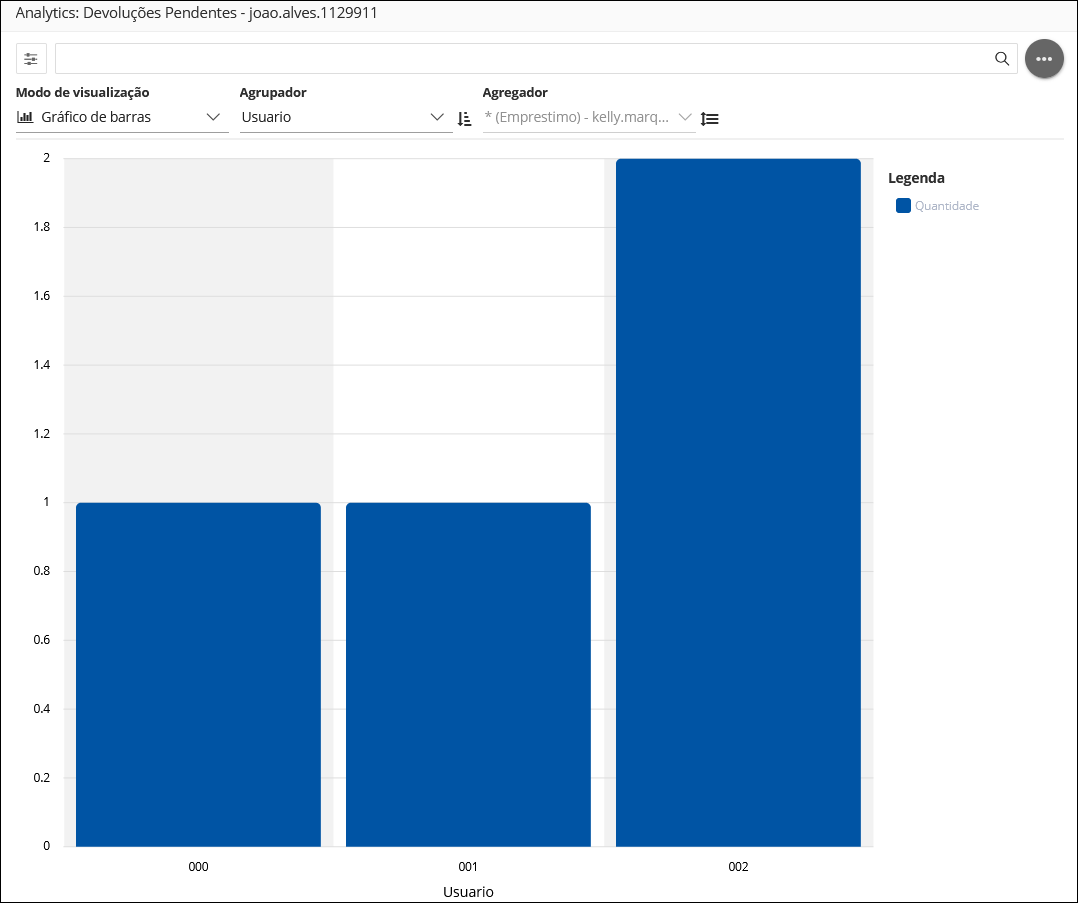 Analytics: Devoluções Pendentes - joao.alves.1129911
Modo de visualização
Agrupador
Agregador
Gráfico de barras
Usuario
* (Emprestimo) - kelly.marq...
2
1.8
1.6
1.4
1.2
1
0.8
0.6
0.4
0.2
0
000
001
002
Usuario
Legenda
Quantidade